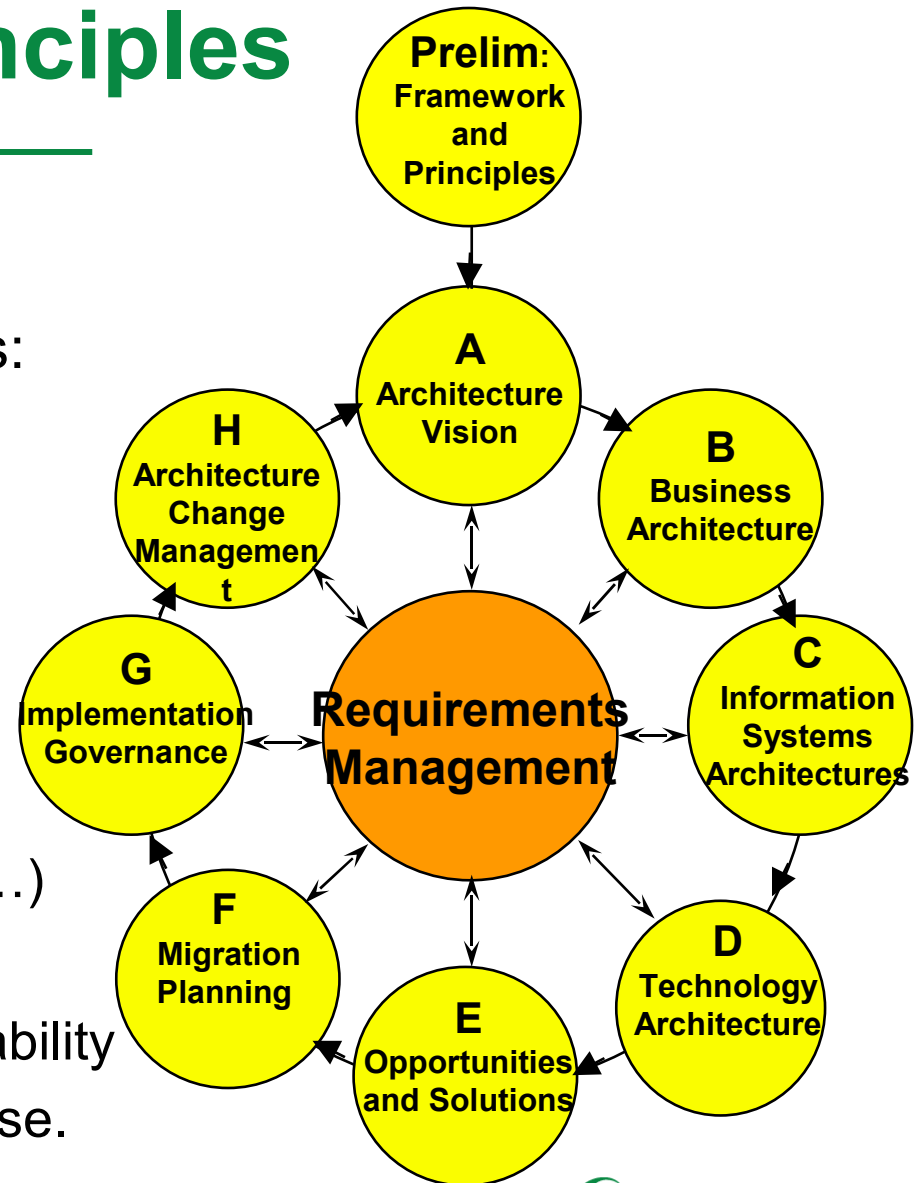 nciples
s:
..)
ability
se.
Prelim:
Framework
and
Principles
A
Architecture
Vision
B
Business
Architecture
C
Information
Systems
Architectures
D
Technology
Architecture
E
Opportunities
and Solutions
F
Migration
Planning
G
Implementation
Governance
H
Architecture
Change
Managemen
t
Requirements
Management